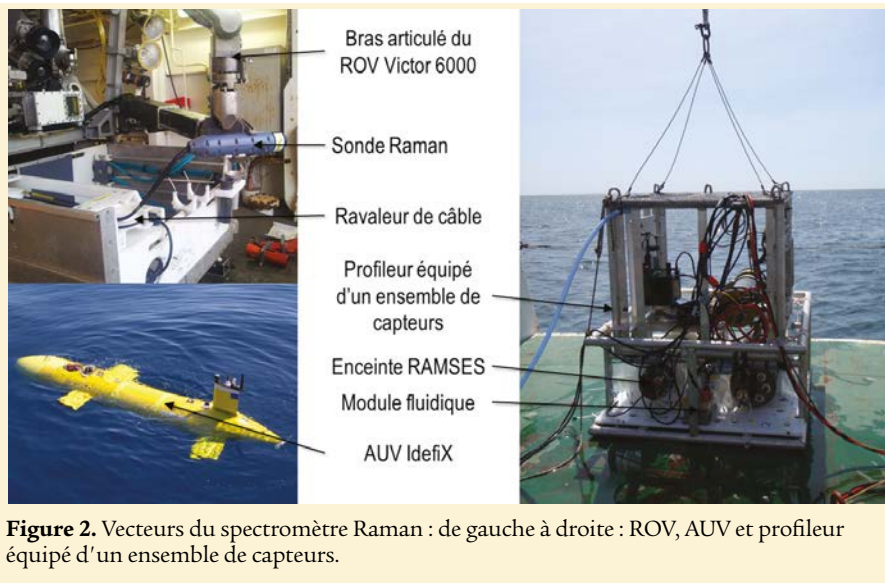 Bras articulé du
ROV Victor 6000
Sonde Raman
Ravaleur de câble
Profileur équipé
d'un ensemble de
capteurs
Enceinte RAMSES
Module fluidique
AUV IdefiX
Figure 2. Vecteurs du spectromètre Raman : de gauche à droite : ROV, AUV et profileur
équipé d'un ensemble de capteurs.